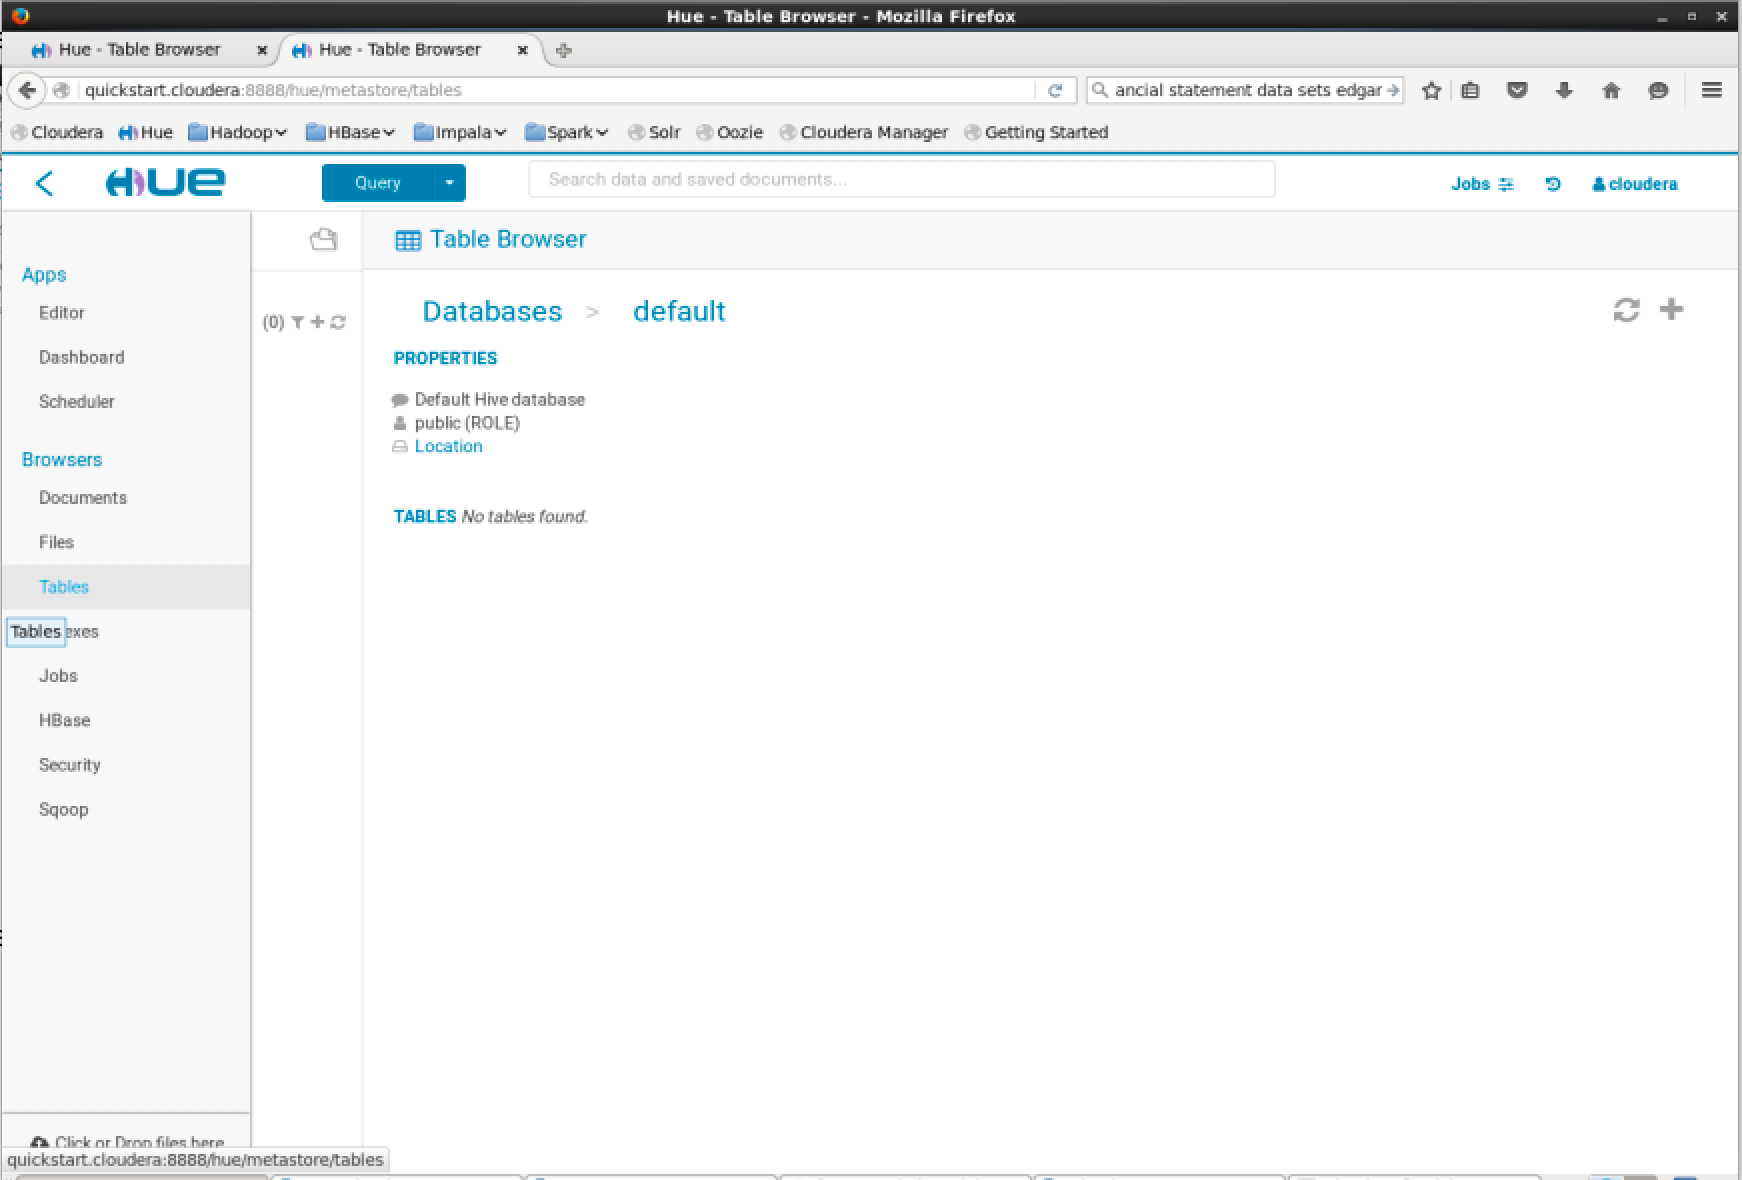 Hue - Table Browser - Mozilla Firefox
Hue - Table Browser
Hue - Table Browser
quickstart.cloudera:8888/hue/metastore/tables
ancial statement data sets edgar
Cloudera Hue Hadoop HBase Impala Spark Solr Oozie Cloudera Manager Getting Started
HUE
Query
Search data and saved documents...
Jobs
cloudera
Table Browser
Apps
Editor
Dashboard
Scheduler
Browsers
Documents
Files
Tables
Tables exes
Jobs
HBase
Security
Sqoop
(0)
Databases > default
PROPERTIES
Default Hive database
public (ROLE)
Location
TABLES No tables found.
Click or Drop files here
quickstart.cloudera:8888/hue/metastore/tables